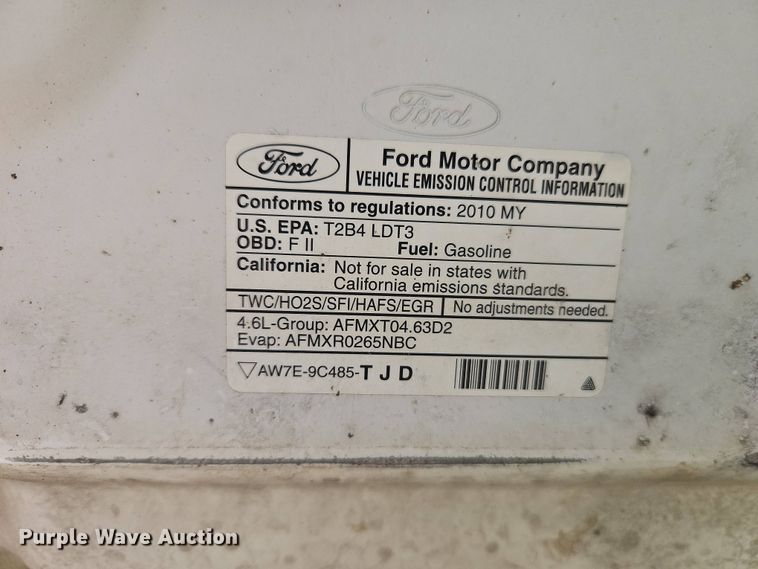 Ford
Ford
Ford Motor Company
VEHICLE EMISSION CONTROL INFORMATION
Conforms to regulations: 2010 MY
U.S. EPA: T2B4 LDT3
OBD: F II Fuel: Gasoline
California: Not for sale in states with
California emissions standards.
TWC/HO2S/SFI/HAFS/EGR No adjustments needed.
4.6L-Group: AFMXT04.63D2
Evap: AFMXR0265NBC
AW7E-9C485-T J D
Purple Wave Auction